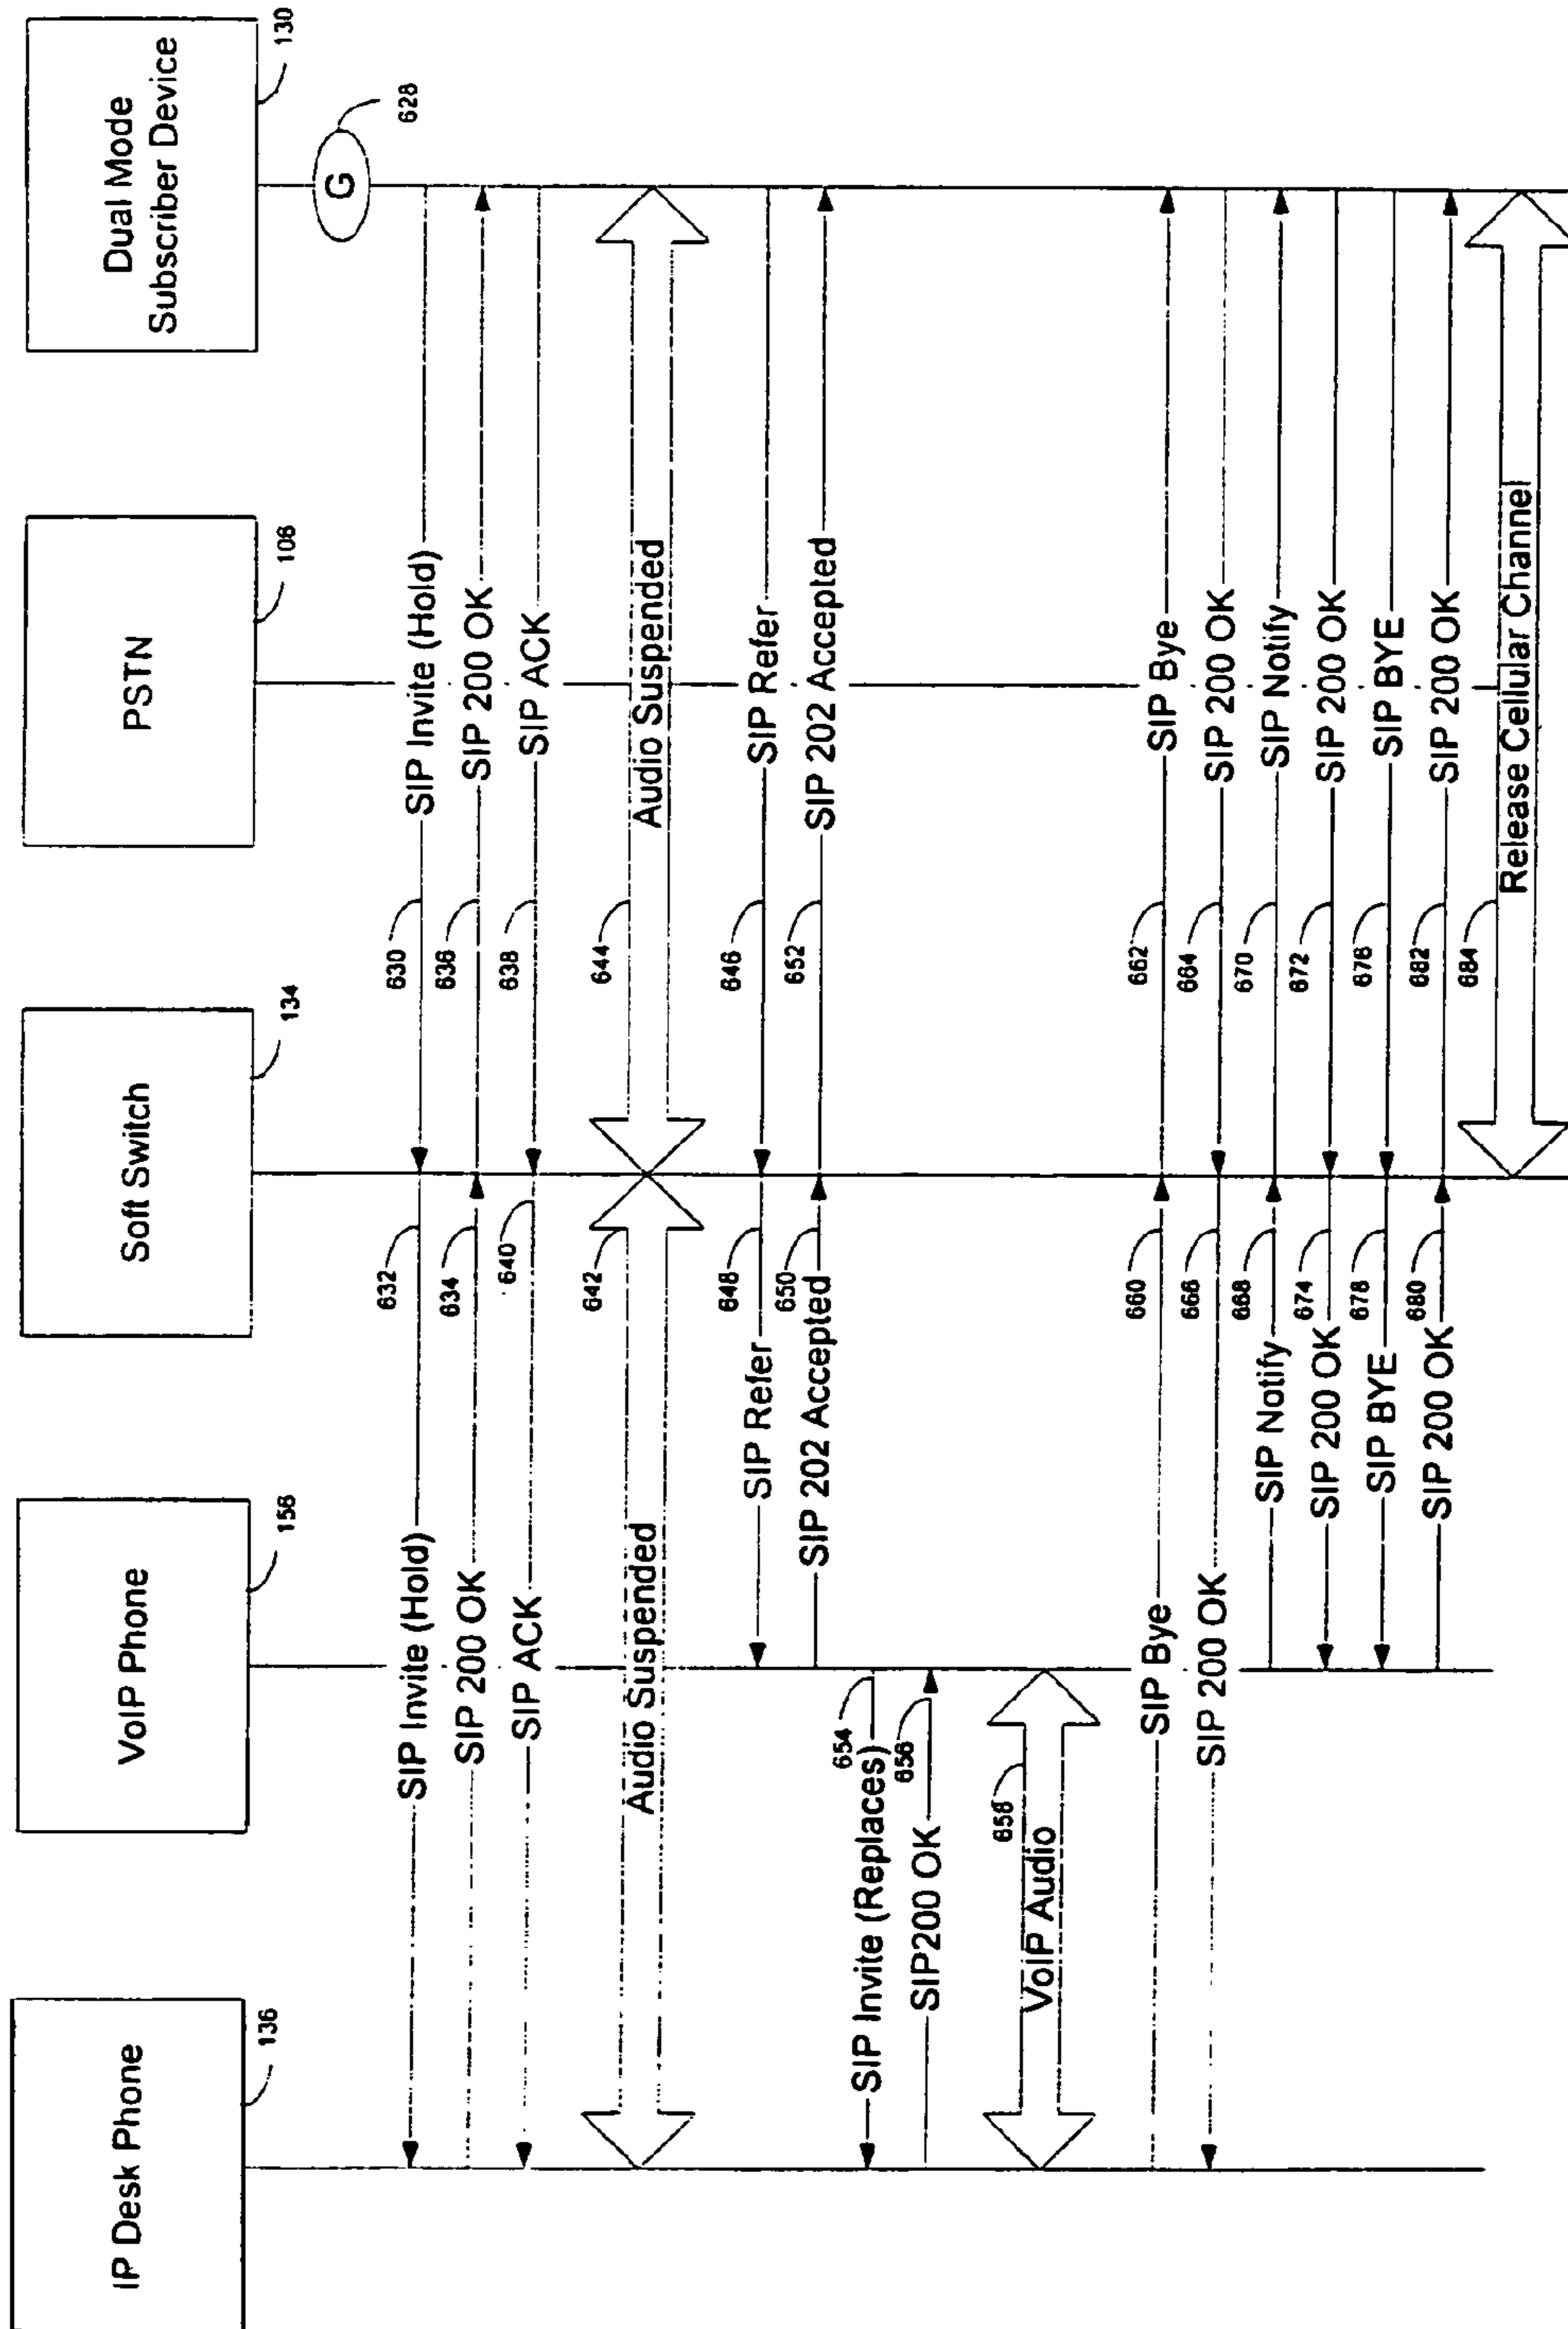 IP Desk Phone
136
VoIP Phone
Soft Switch
134
PSTN
Dual Mode
Subscriber Device
130
G
628
SIP Invite (Hold)
632
630
SIP Invite (Hold)
SIP 200 OK
634
636
SIP 200 OK
SIP ACK
640
638
SIP ACK
Audio Suspended
642
644
Audio Suspended
SIP Refer
648
646
SIP Refer
SIP 202 Accepted
650
652
SIP 202 Accepted
SIP Invite (Replaces)
654
SIP200 OK
656
VoIP Audio
658
SIP Bye
660
662
SIP Bye
SIP 200 OK
666
664
SIP 200 OK
SIP Notify
668
670
SIP Notify
SIP 200 OK
674
672
SIP 200 OK
SIP BYE
678
676
SIP BYE
SIP 200 OK
680
682
SIP 200 OK
684
Release Cellular Channel